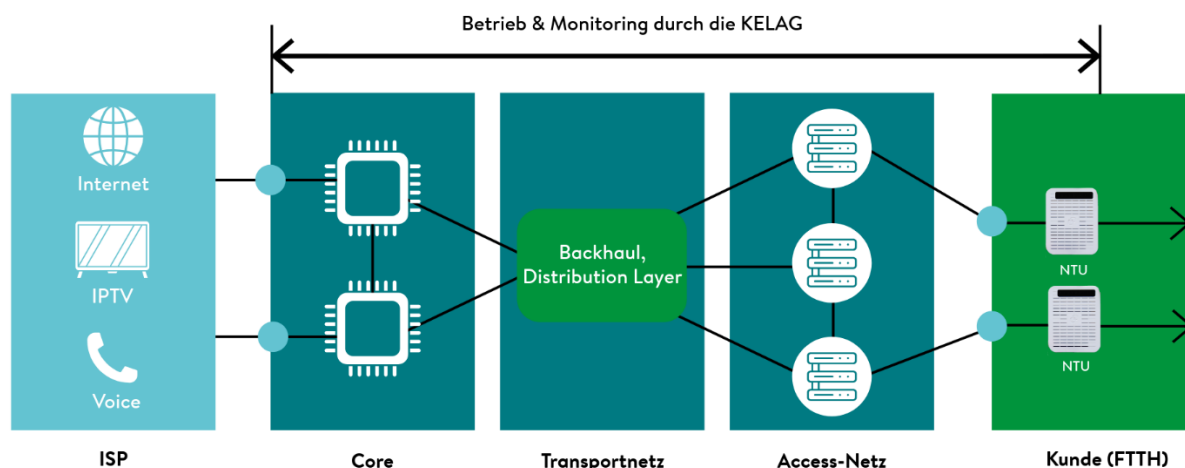 Betrieb & Monitoring durch die KELAG
Internet
IPTV
Voice
Backhaul,
Distribution Layer
NTU
NTU
ISP
Core
Transportnetz
Access-Netz
Kunde (FTTH)